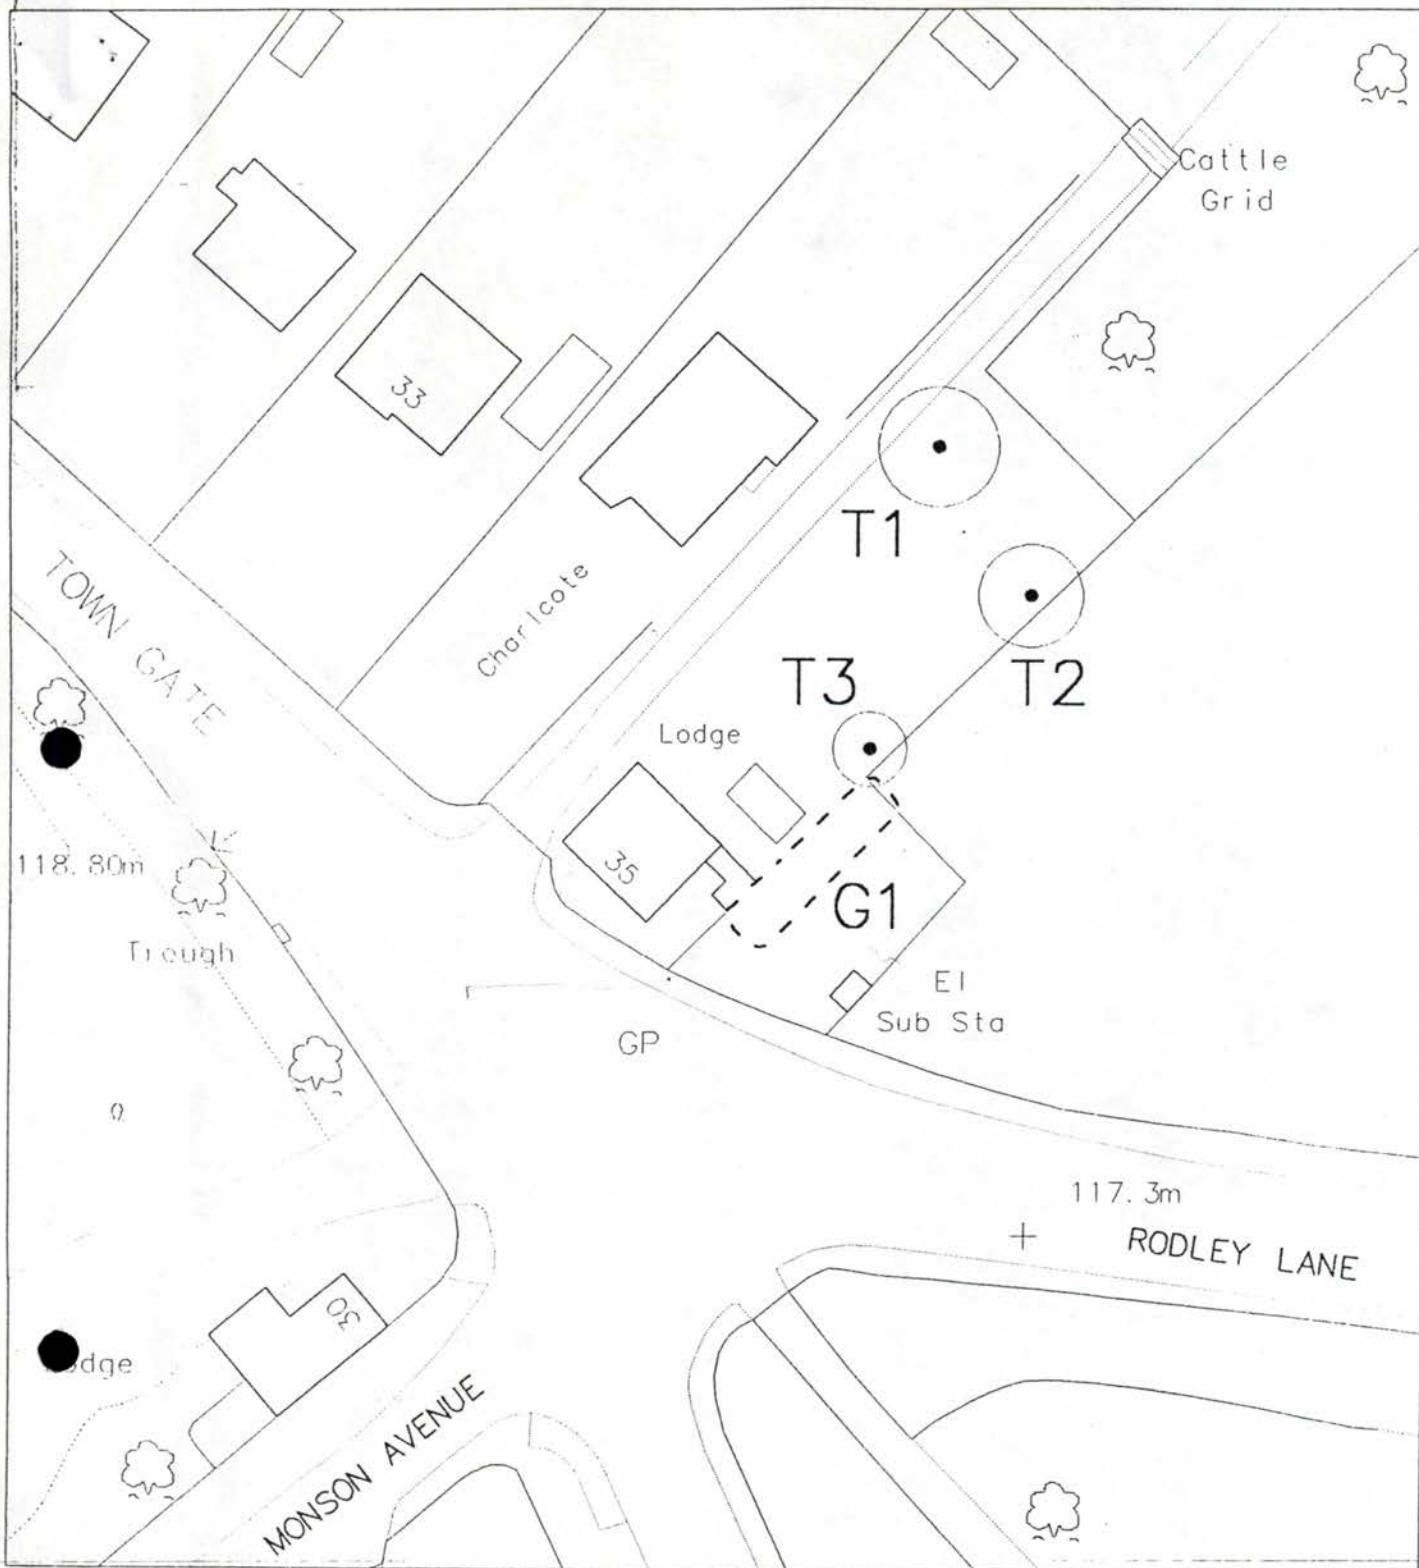 Cattle
Grid
33
T1
TOWN GATE
Charlcote
T3
T2
Lodge
118.80m
35
G1
Trough
El
Sub Sta
GP
117.3m
RODLEY LANE
30
MONSON AVENUE